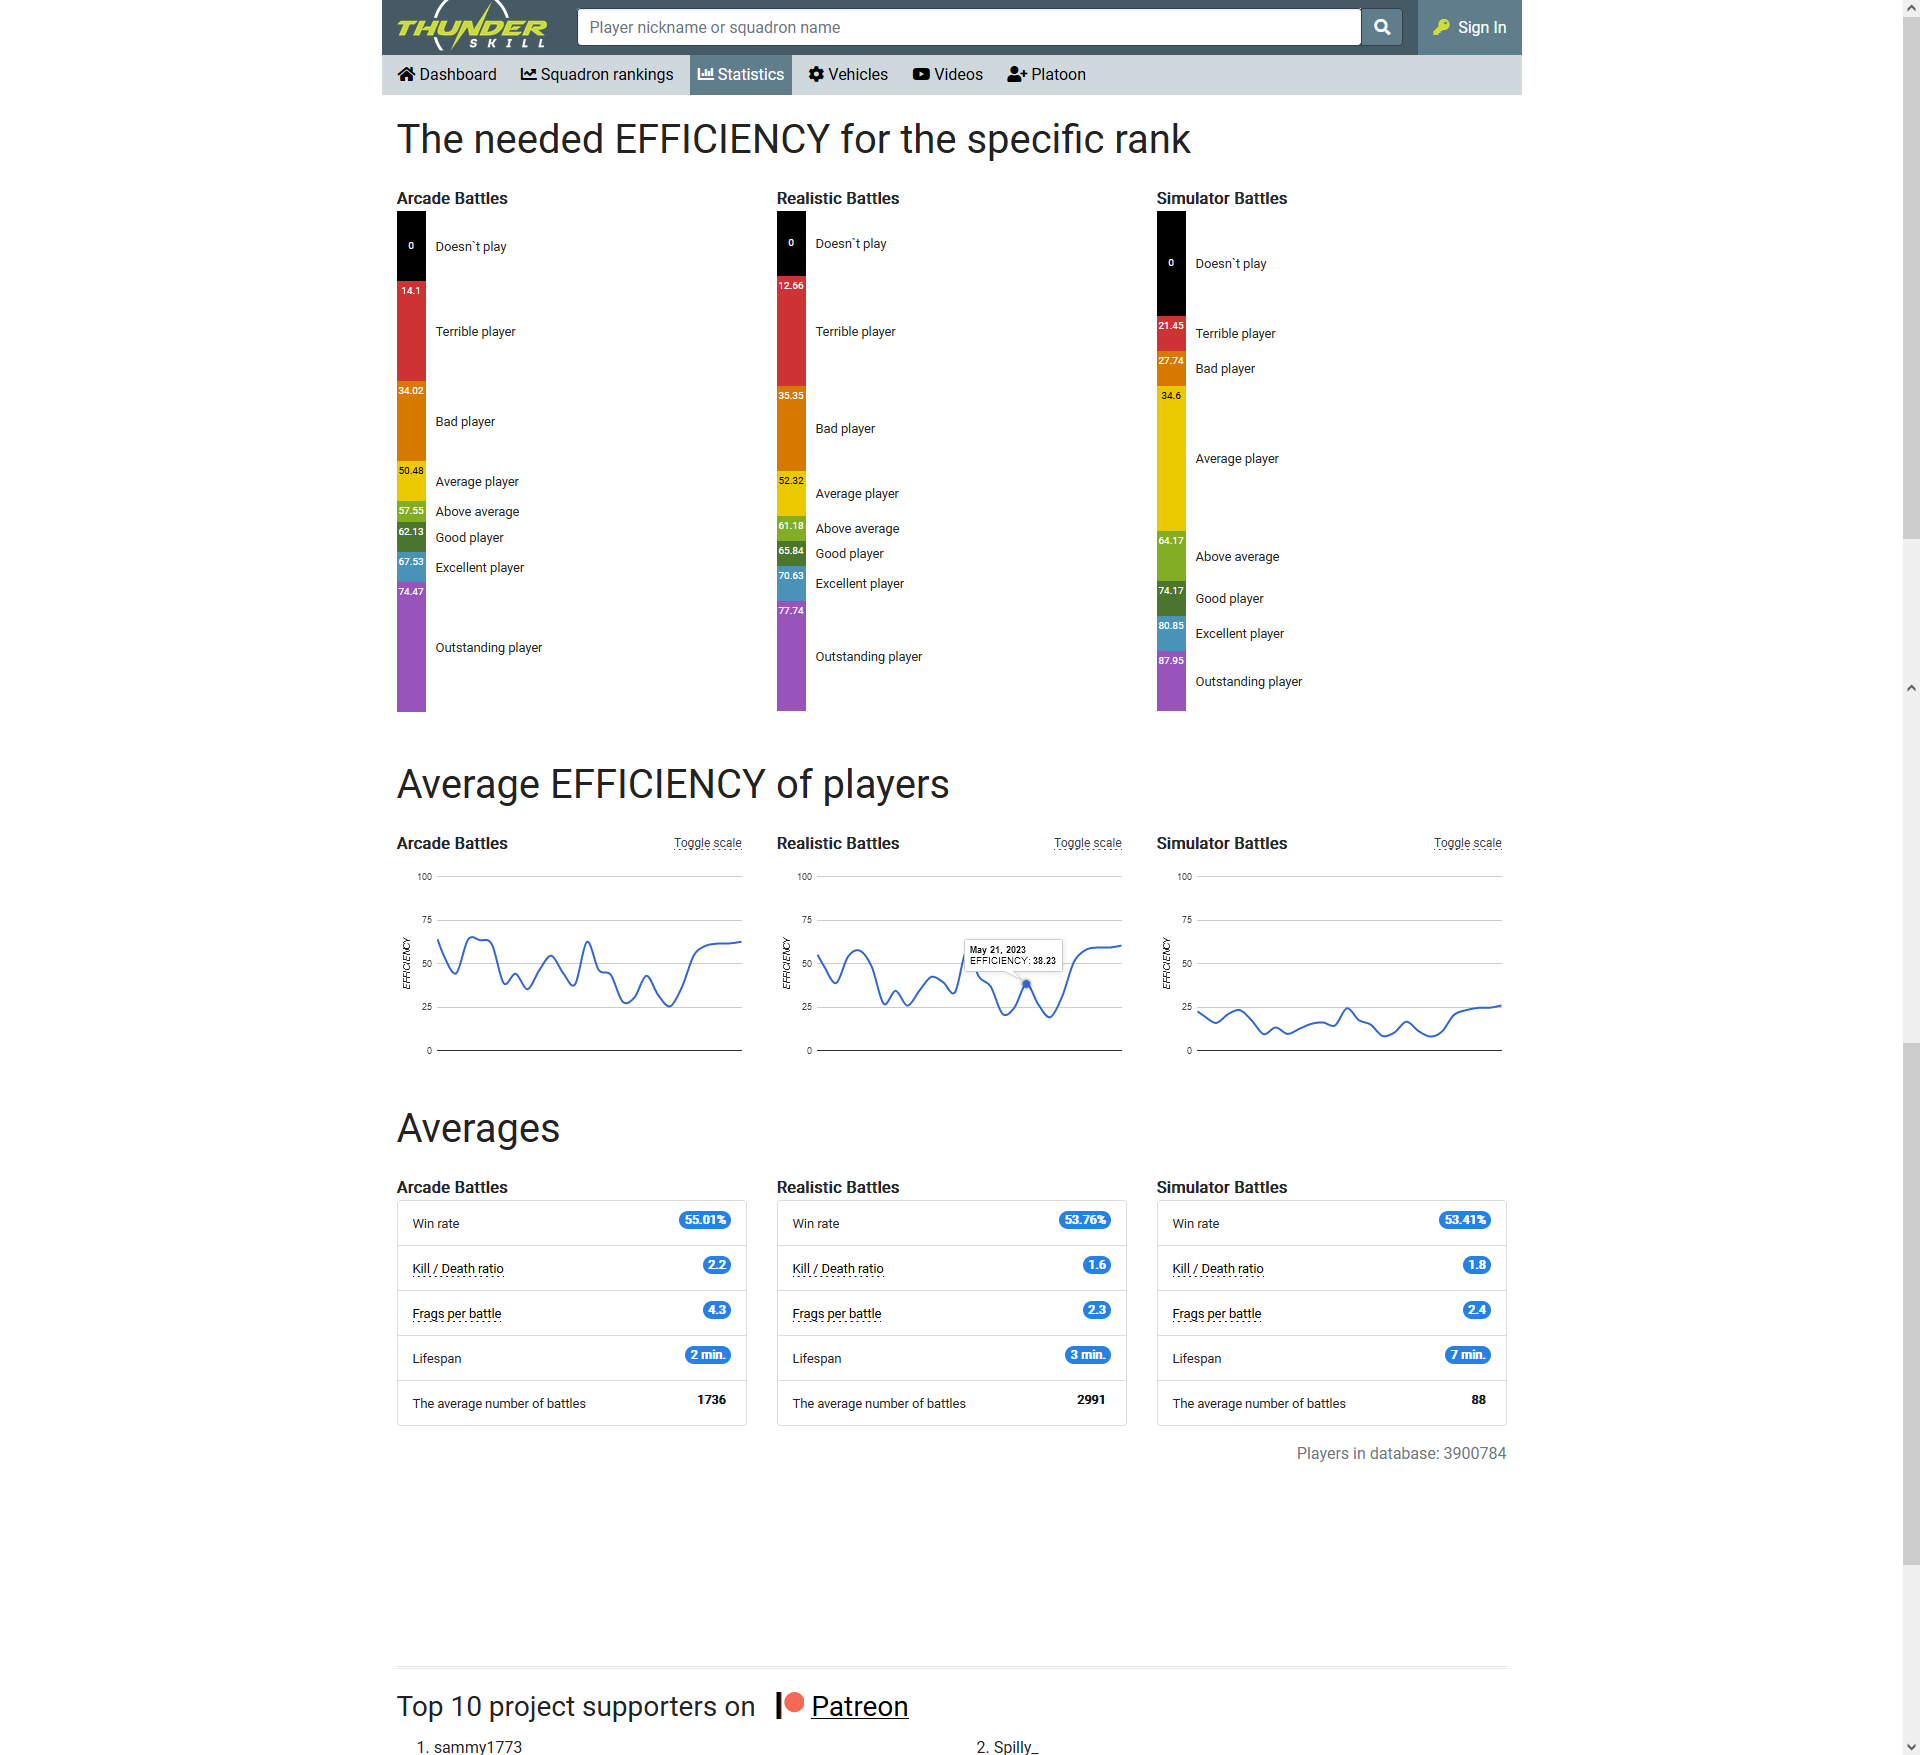 THUNDER
SKILL
Player nickname or squadron name
Sign In
Dashboard
Squadron rankings
Statistics
Vehicles
Videos
Platoon
The needed EFFICIENCY for the specific rank
Arcade Battles
0 Doesn`t play
14.1 Terrible player
34.02 Bad player
50.48 Average player
57.55 Above average
62.13 Good player
67.53 Excellent player
74.47 Outstanding player
Realistic Battles
0 Doesn`t play
12.66 Terrible player
35.35 Bad player
52.32 Average player
61.18 Above average
65.84 Good player
70.63 Excellent player
77.74 Outstanding player
Simulator Battles
0 Doesn`t play
21.45 Terrible player
27.74 Bad player
34.6 Average player
64.17 Above average
74.17 Good player
80.85 Excellent player
87.95 Outstanding player
Average EFFICIENCY of players
Arcade Battles
Toggle scale
EFFICIENCY
100
75
50
25
0
Realistic Battles
Toggle scale
EFFICIENCY
100
75
50
25
0
May 21, 2023
EFFICIENCY: 38.23
Simulator Battles
Toggle scale
EFFICIENCY
100
75
50
25
0
Averages
Arcade Battles
Win rate 55.01%
Kill / Death ratio 2.2
Frags per battle 4.3
Lifespan 2 min.
The average number of battles 1736
Realistic Battles
Win rate 53.76%
Kill / Death ratio 1.6
Frags per battle 2.3
Lifespan 3 min.
The average number of battles 2991
Simulator Battles
Win rate 53.41%
Kill / Death ratio 1.8
Frags per battle 2.4
Lifespan 7 min.
The average number of battles 88
Players in database: 3900784
Top 10 project supporters on Patreon
1. sammy1773
2. Spilly_